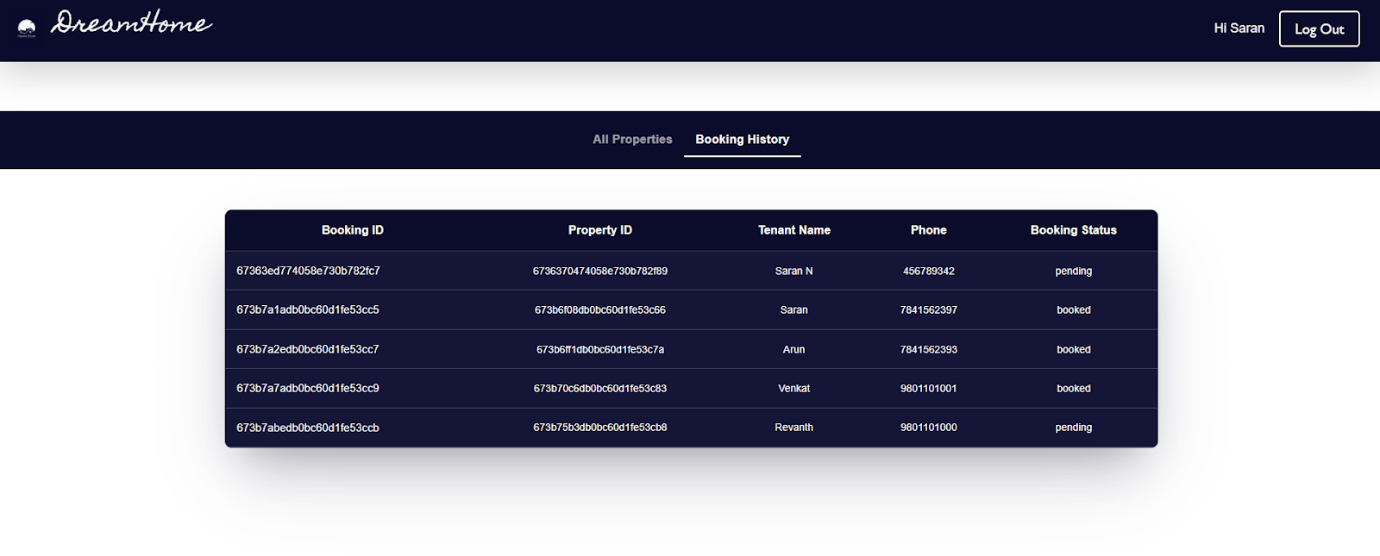 DreamHome
Hi Saran Log Out
All Properties Booking History
Booking ID Property ID Tenant Name Phone Booking Status
67363ed774058e730b782fc7 6736370474058e730b782f89 Saran N 456789342 pending
673b7a1adb0bc60d1fe53cc5 673b6f08db0bc60d1fe53c66 Saran 7841562397 booked
673b7a2edb0bc60d1fe53cc7 673b6ff1db0bc60d1fe53c7a Arun 7841562393 booked
673b7a7adb0bc60d1fe53cc9 673b70c6db0bc60d1fe53c83 Venkat 9801101001 booked
673b7abedb0bc60d1fe53ccb 673b75b3db0bc60d1fe53cb8 Revanth 9801101000 pending